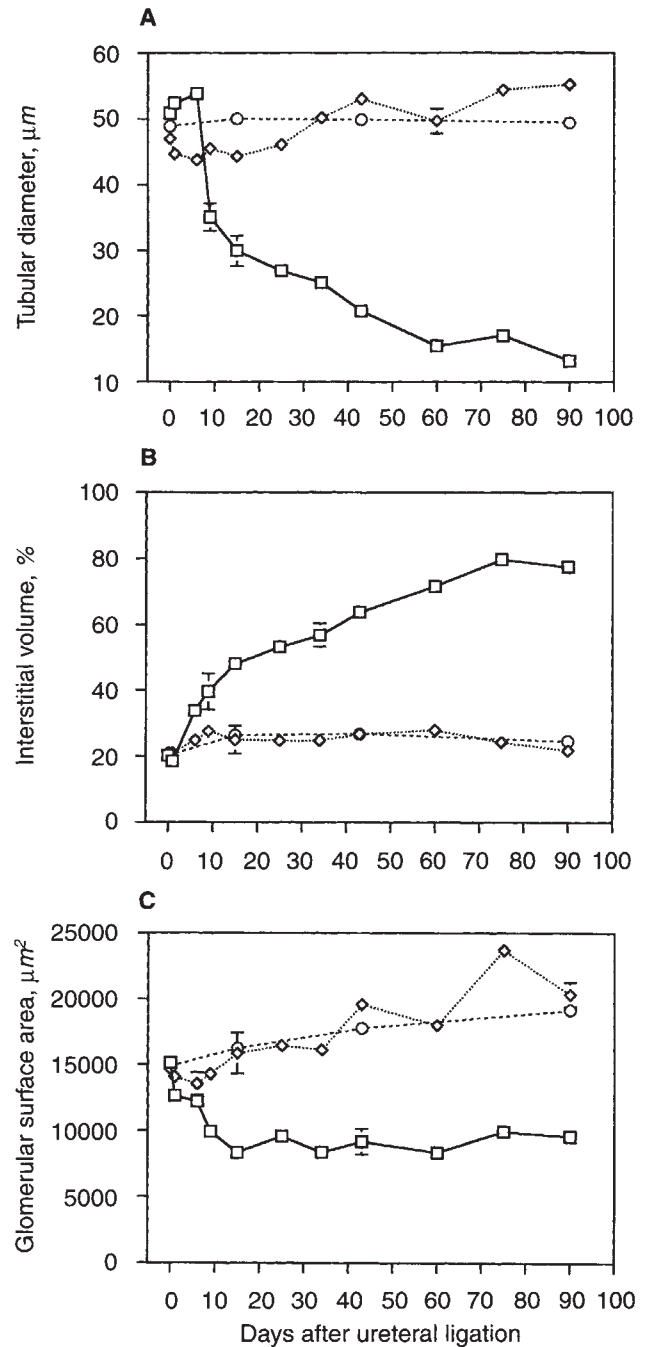 A
Tubular diameter, μm
60
50
40
30
20
10
0 10 20 30 40 50 60 70 80 90 100
B
Interstitial volume, %
100
80
60
40
20
0
0 10 20 30 40 50 60 70 80 90 100
C
Glomerular surface area, μm²
25000
20000
15000
10000
5000
0
0 10 20 30 40 50 60 70 80 90 100
Days after ureteral ligation